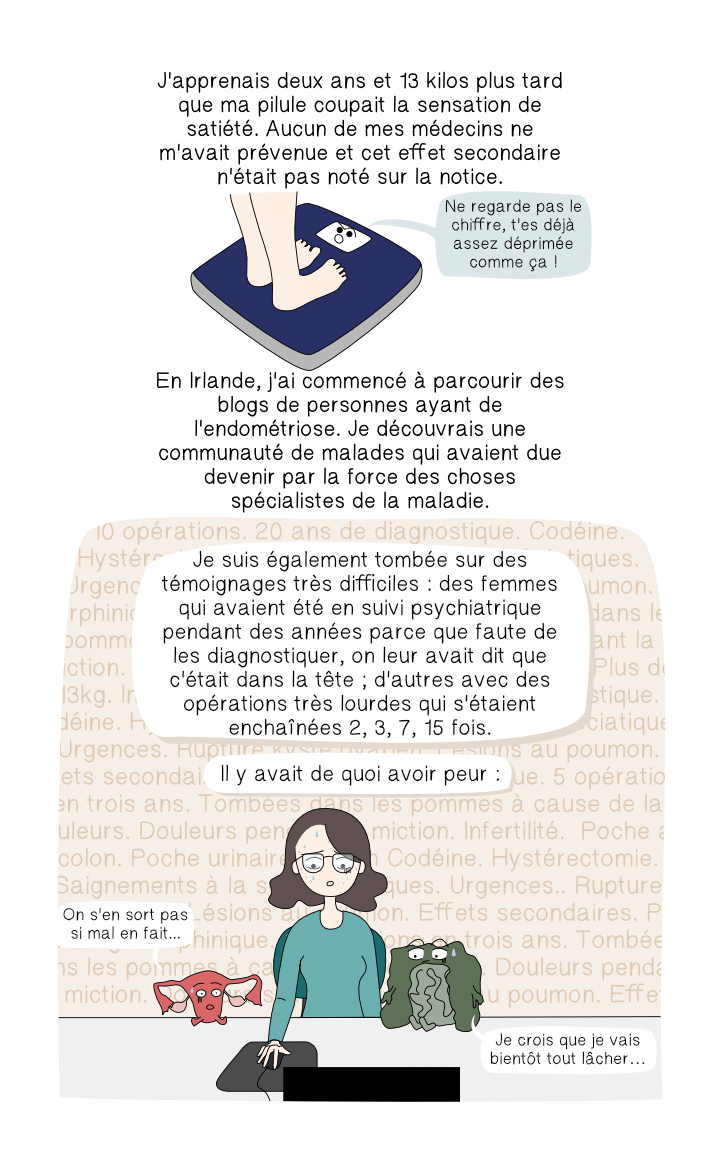 J'apprenais deux ans et 13 kilos plus tard
que ma pilule coupait la sensation de
satiété. Aucun de mes médecins ne
m'avait prévenue et cet effet secondaire
n'était pas noté sur la notice.
Ne regarde pas le
chiffre, t'es déjà
assez déprimée
comme ça !
En Irlande, j'ai commencé à parcourir des
blogs de personnes ayant de
l'endométriose. Je découvrais une
communauté de malades qui avaient due
devenir par la force des choses
spécialistes de la maladie.
10 opérations. 20 ans de diagnostique. Codéine.
Je suis également tombée sur des
témoignages très difficiles : des femmes
qui avaient été en suivi psychiatrique
pendant des années parce que faute de
les diagnostiquer, on leur avait dit que
c'était dans la tête ; d'autres avec des
opérations très lourdes qui s'étaient
enchaînées 2, 3, 7, 15 fois.
Urgences. Rupture kyste Lésions au poumon.
Il y avait de quoi avoir peur :
5
en trois ans. Tombées dans les pommes à cause de la
Douleurs miction. Infertilité. Poche
colon. Poche Codéine. Hystérectomie.
Saignements à la Urgences.. Rupture
On s'en sort pas
si mal en fait...
Lésions Effets secondaires.
en trois ans.
les pommes à Douleurs
miction. au poumon.
Je crois que je vais
bientôt tout lâcher...